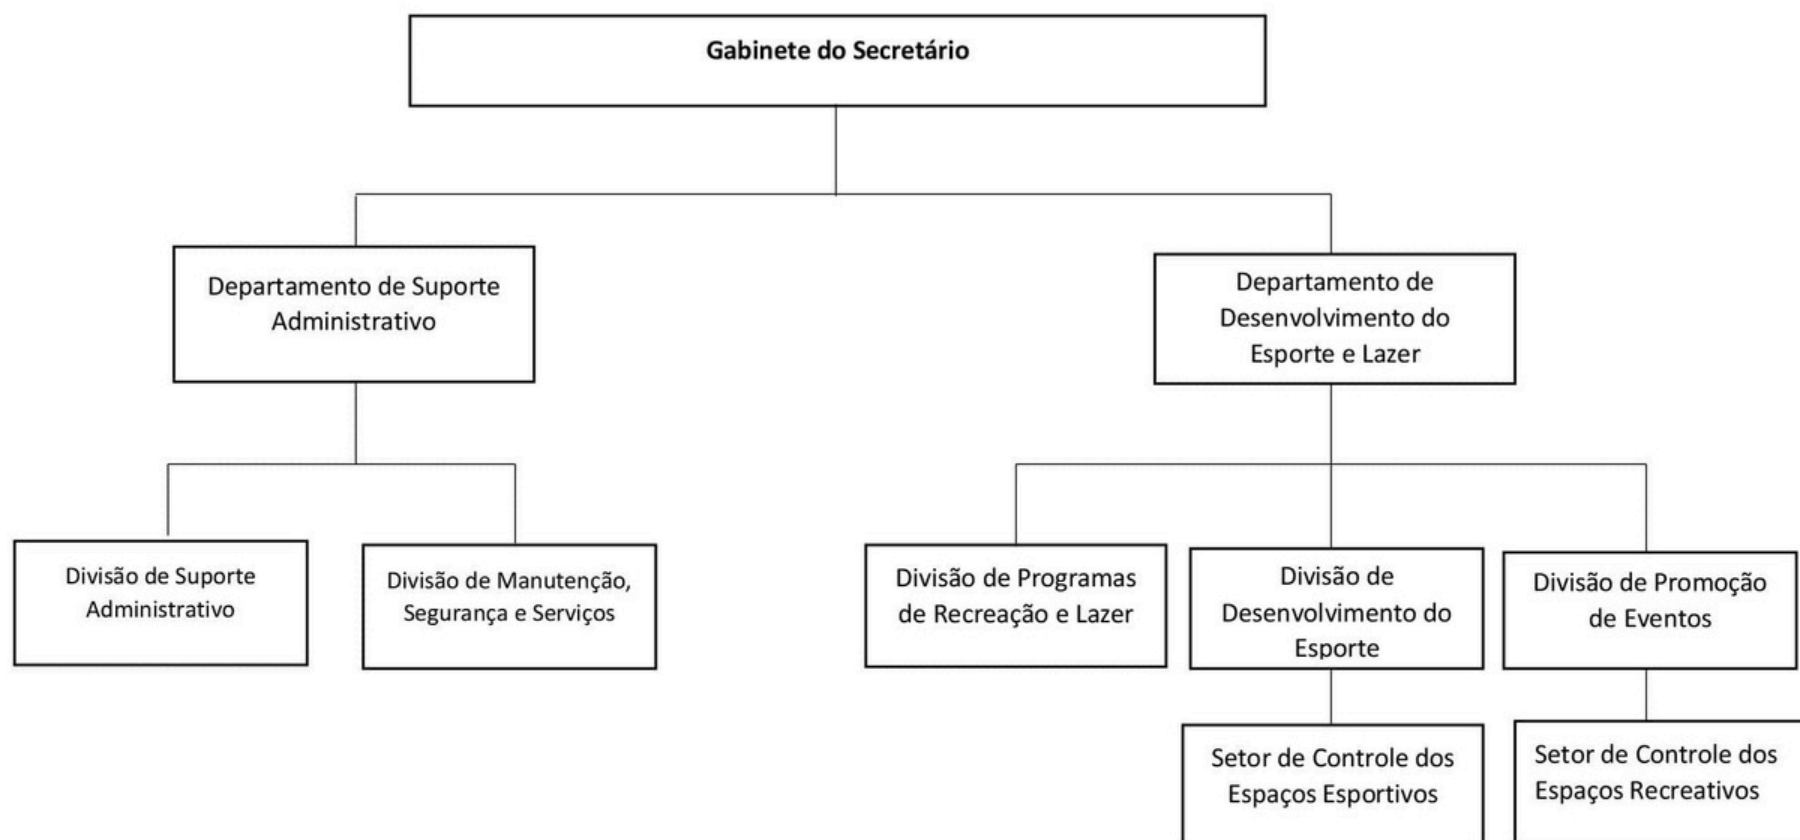 Gabinete do Secretário
Departamento de Suporte
Administrativo
Departamento de
Desenvolvimento do
Esporte e Lazer
Divisão de Suporte
Administrativo
Divisão de Manutenção,
Segurança e Serviços
Divisão de Programas
de Recreação e Lazer
Divisão de
Desenvolvimento do
Esporte
Divisão de Promoção
de Eventos
Setor de Controle dos
Espaços Esportivos
Setor de Controle dos
Espaços Recreativos